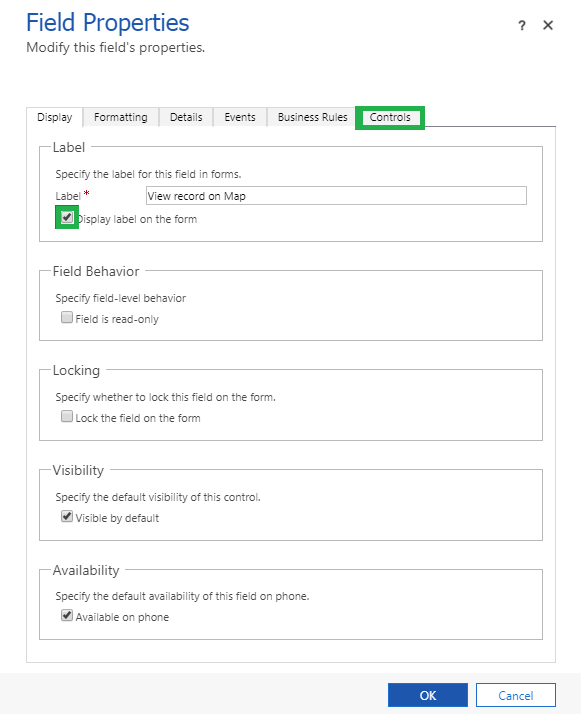 Field Properties
? ×
Modify this field's properties.
Display Formatting Details Events Business Rules Controls
Label
Specify the label for this field in forms.
Label * View record on Map
Display label on the form
Field Behavior
Specify field-level behavior
Field is read-only
Locking
Specify whether to lock this field on the form.
Lock the field on the form
Visibility
Specify the default visibility of this control.
Visible by default
Availability
Specify the default availability of this field on phone.
Available on phone
OK Cancel